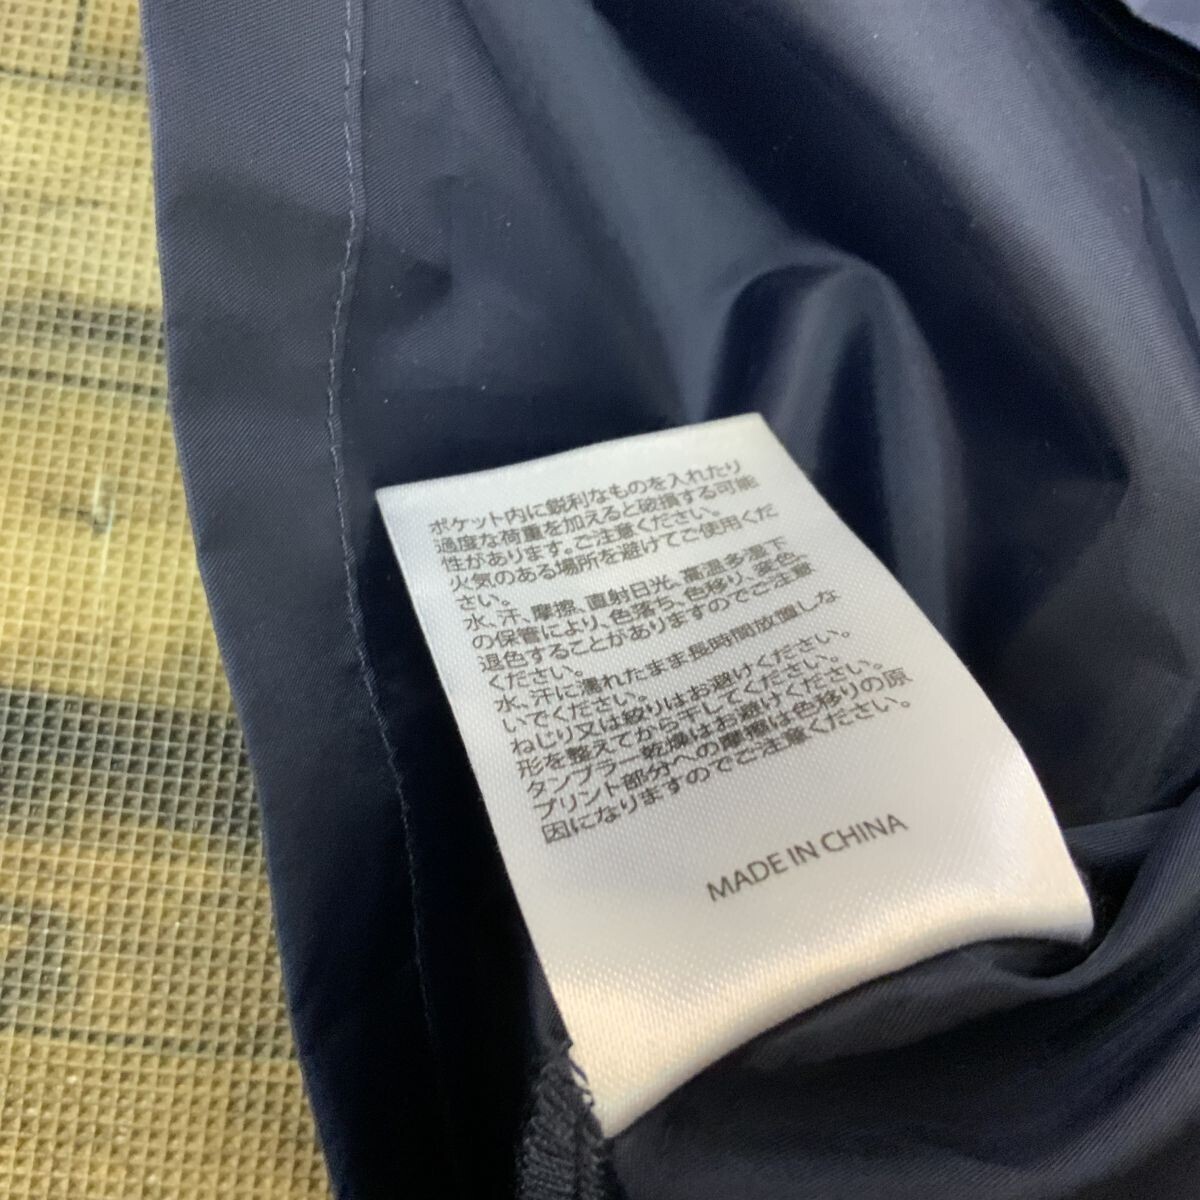 ポケット内に鋭利なものを入れたり
過度な荷重を加えると破損する可能
性があります。ご注意ください。
火気のある場所を避けてご使用くだ
さい。
水、汗、摩擦、直射日光、高温多湿下
の保管により、色落ち、色移り、変色、
退色することがありますのでご注意
ください。
水、汗に濡れたまま長時間放置しな
いでください。
ねじり又は絞りはお避けください。
形を整えてから干してください。
タンブラー乾燥はお避けください。
プリント部分への摩擦は色移りの原
因になりますのでご注意ください。
MADE IN CHINA